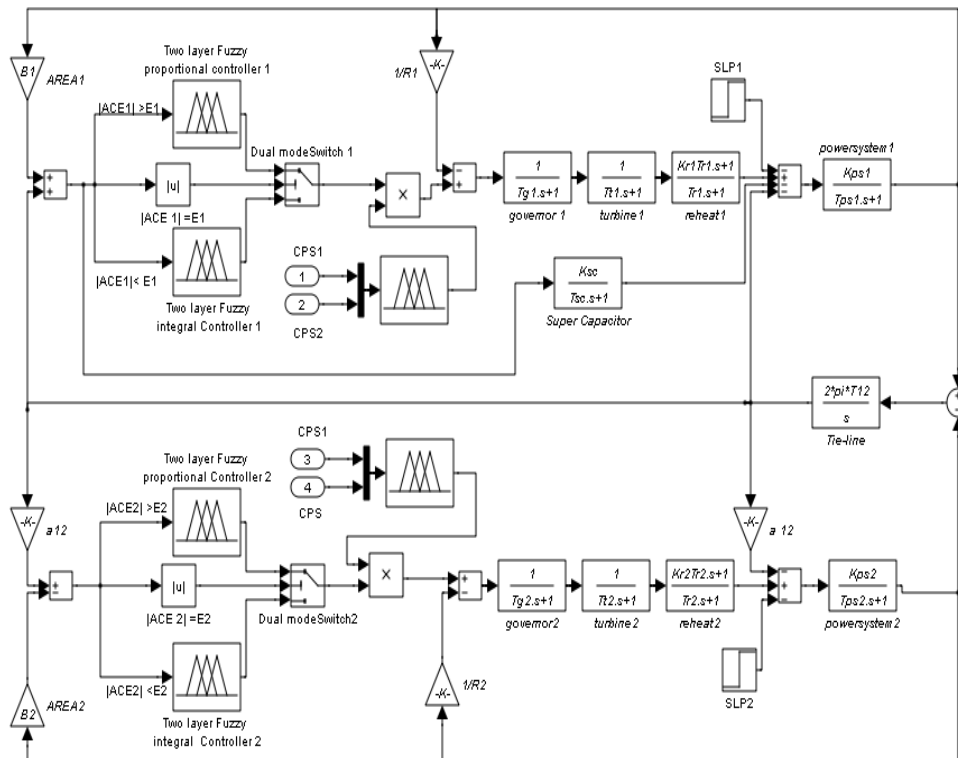 Two layer Fuzzy
proportional controller 1
B1
AREA1
-K-
1/R1
SLP1
|ACE1| >E1
Dual modeSwitch 1
powersystem1
+
+
|u|
×
-
+
1
Tg1.s+1
governor 1
1
Tt1.s+1
turbine1
Kr1Tr1.s+1
Tr1.s+1
reheat1
-
+
-
-
Kps1
Tps1.s+1
|ACE 1| =E1
|ACE1|< E1
CPS1
1
2
CPS2
Two layer Fuzzy
integral Controller 1
Ksc
Tsc.s+1
Super Capacitor
2*pi*T12
s
Tie-line
+
-
CPS1
3
4
CPS
Two layer Fuzzy
proportional Controller 2
-K-
a12
|ACE2| >E2
-K-
a 12
+
-
|u|
|ACE 2| =E2
Dual modeSwitch2
×
+
-
1
Tg2.s+1
governor2
1
Tt2.s+1
turbine2
Kr2Tr2.s+1
Tr2.s+1
reheat2
-
+
-
Kps2
Tps2.s+1
powersystem2
|ACE2| <E2
B2
AREA2
-K-
1/R2
SLP2
Two layer Fuzzy
integral Controller 2